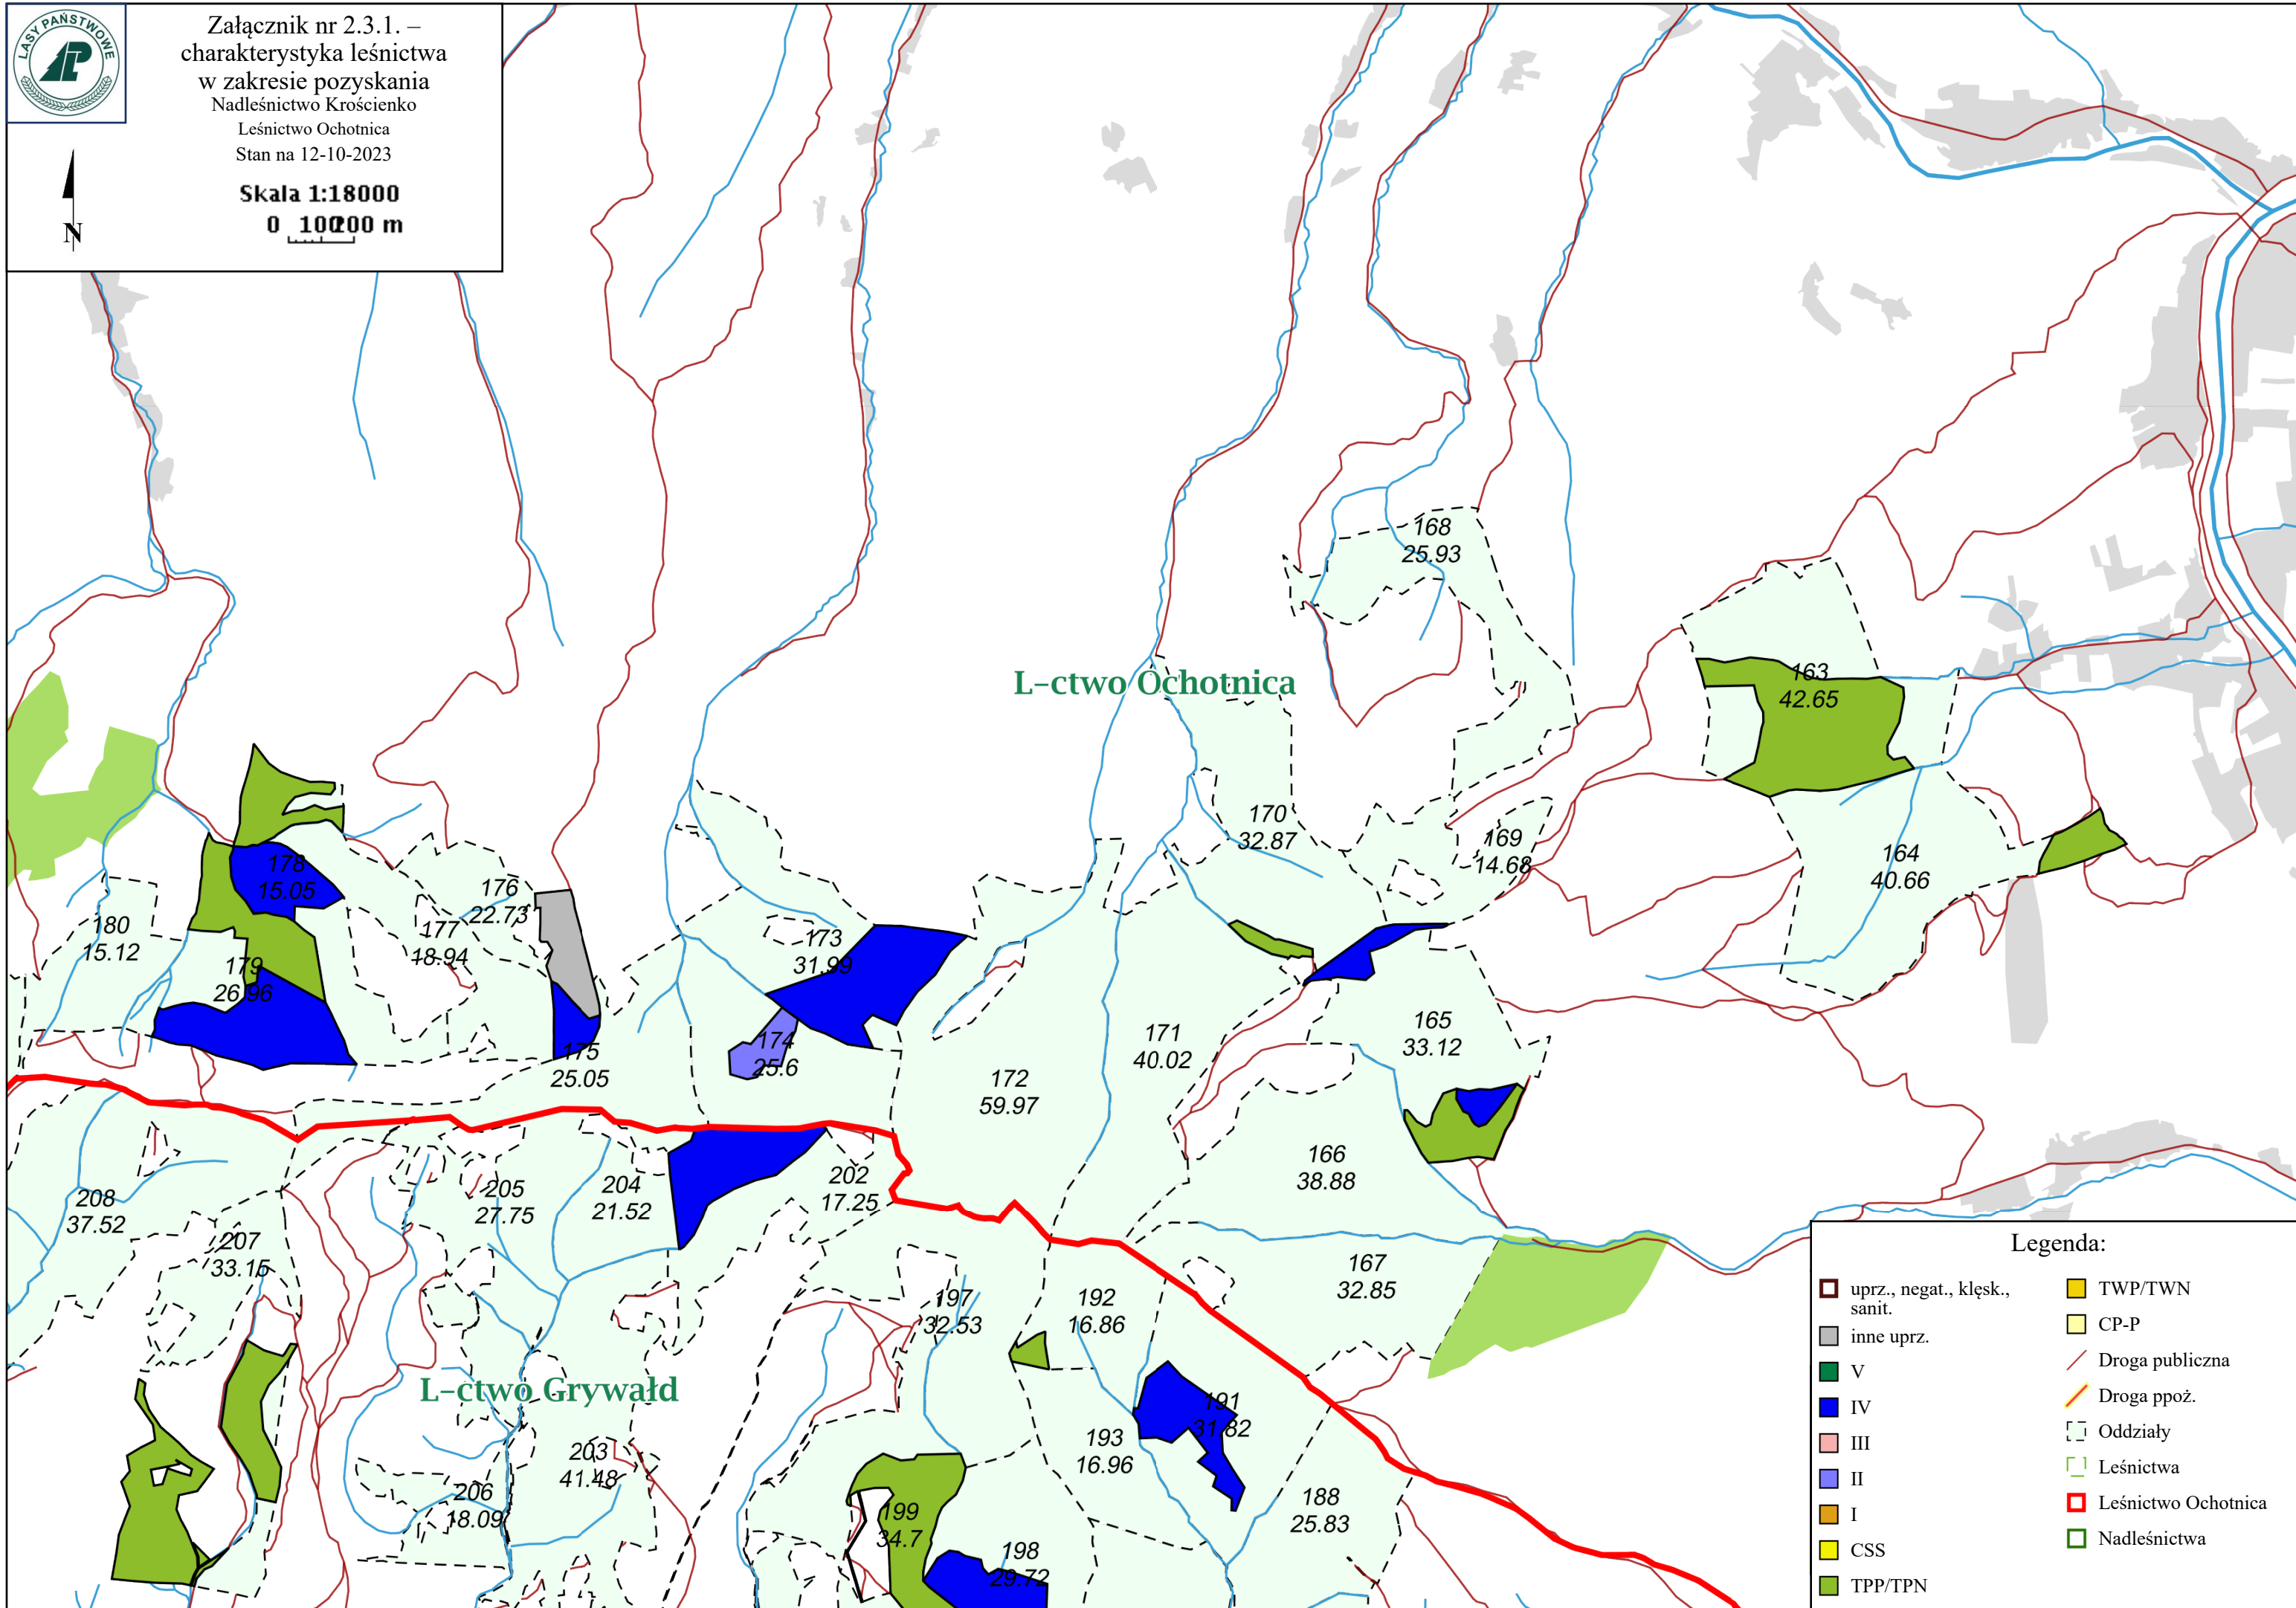 LASY PAŃSTWOWE
Załącznik nr 2.3.1. –
charakterystyka leśnictwa
w zakresie pozyskania
Nadleśnictwo Krościenko
Leśnictwo Ochotnica
Stan na 12-10-2023
N
Skala 1:18000
0 100 200 m
168
25.93
L-ctwo Ochotnica
163
42.65
170
32.87
169
14.68
164
40.66
178
15.05
176
22.73
180
15.12
177
18.94
173
31.99
179
26.96
165
33.12
171
40.02
175
25.05
174
25.6
172
59.97
166
38.88
208
37.52
205
27.75
204
21.52
202
17.25
207
33.15
167
32.85
197
32.53
192
16.86
L-ctwo Grywałd
191
31.82
193
16.96
203
41.48
206
18.09
199
34.7
188
25.83
198
29.72
Legenda:
uprz., negat., klęsk.,
sanit.
inne uprz.
V
IV
III
II
I
CSS
TPP/TPN
TWP/TWN
CP-P
Droga publiczna
Droga ppoż.
Oddziały
Leśnictwa
Leśnictwo Ochotnica
Nadleśnictwa